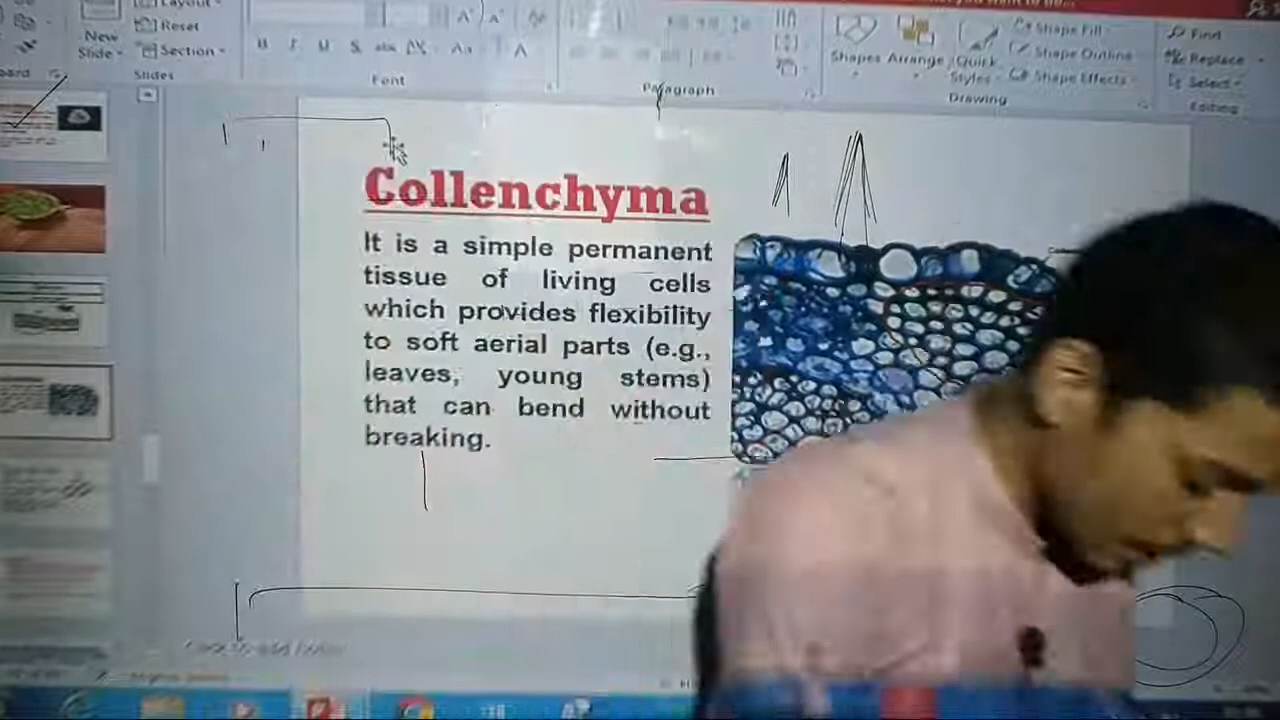 Layout
New
Slide
Reset
Section
Slides
Font
Paragraph
Shapes Arrange Quick
Styles
Shape Fill
Shape Outline
Shape Effects
Drawing
Find
Replace
Select
Editing
Collenchyma
It is a simple permanent
tissue of living cells
which provides flexibility
to soft aerial parts (e.g.,
leaves, young stems)
that can bend without
breaking.